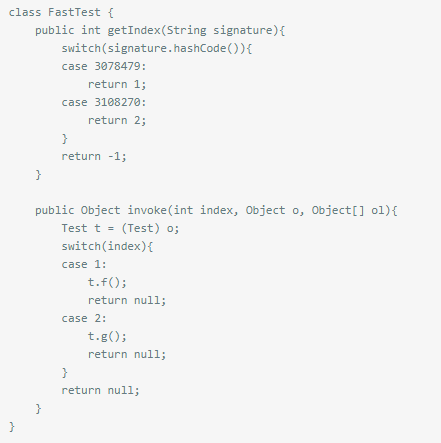 class FastTest {
    public int getIndex(String signature){
        switch(signature.hashCode()){
        case 3078479:
            return 1;
        case 3108270:
            return 2;
        }
        return -1;
    }

    public Object invoke(int index, Object o, Object[] ol){
        Test t = (Test) o;
        switch(index){
        case 1:
            t.f();
            return null;
        case 2:
            t.g();
            return null;
        }
        return null;
    }
}